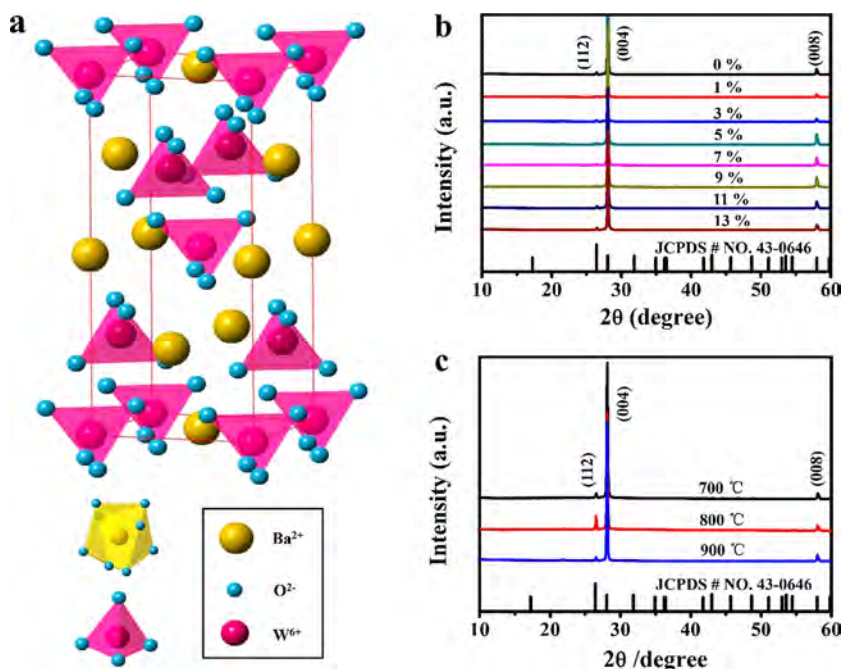 a
Ba2+
O2-
W6+
b
(112)
(004)
(008)
0 %
1 %
3 %
5 %
7 %
9 %
11 %
13 %
JCPDS # NO. 43-0646
Intensity (a.u.)
10 20 30 40 50 60
2θ (degree)
c
(112)
(004)
(008)
700 ℃
800 ℃
900 ℃
JCPDS # NO. 43-0646
Intensity (a.u.)
10 20 30 40 50 60
2θ /degree